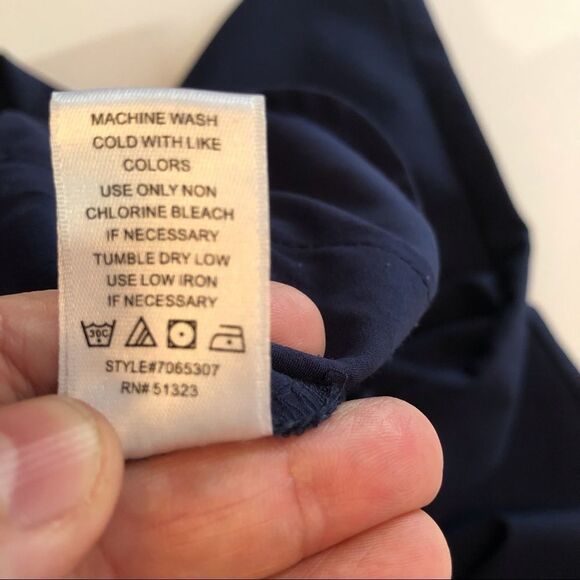 MACHINE WASH
COLD WITH LIKE
COLORS
USE ONLY NON
CHLORINE BLEACH
IF NECESSARY
TUMBLE DRY LOW
USE LOW IRON
IF NECESSARY
30C
STYLE#7065307
RN# 51323